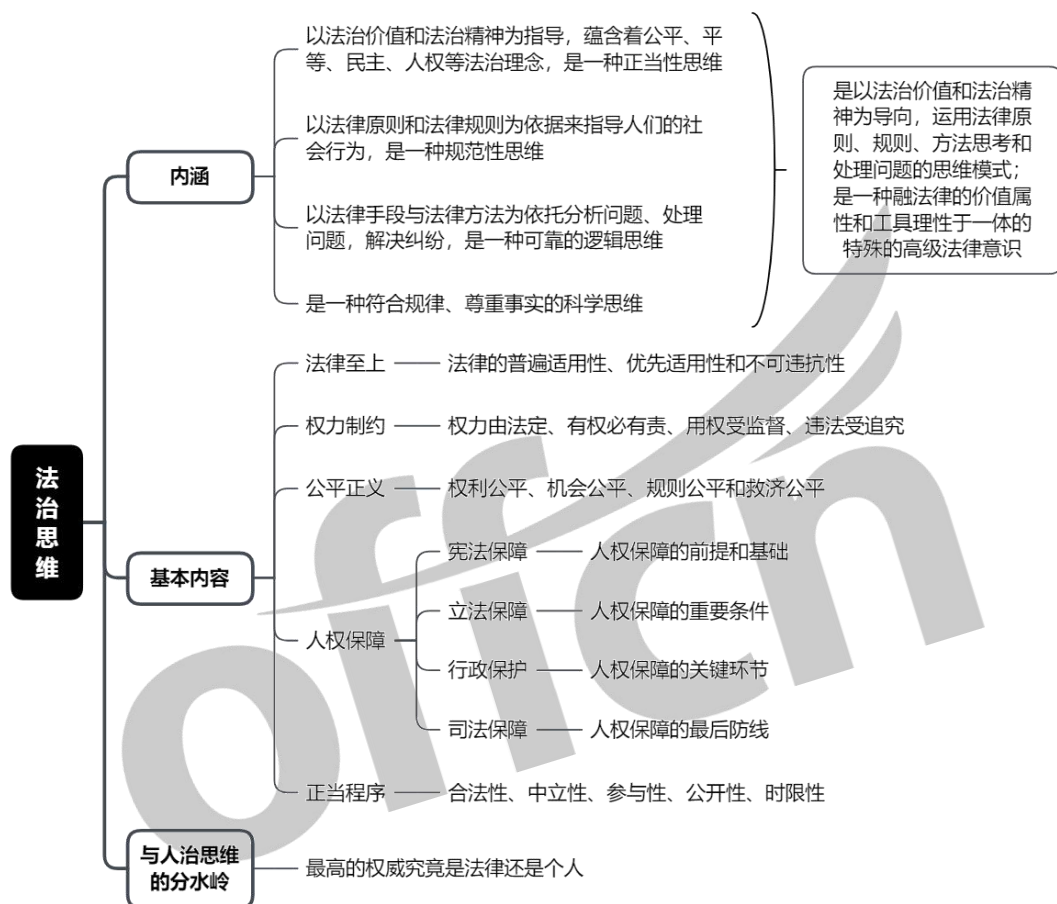 法治思维
内涵
以法治价值和法治精神为指导，蕴含着公平、平
等、民主、人权等法治理念，是一种正当性思维
以法律原则和法律规则为依据来指导人们的社
会行为，是一种规范性思维
以法律手段与法律方法为依托分析问题、处理
问题，解决纠纷，是一种可靠的逻辑思维
是一种符合规律、尊重事实的科学思维
是以法治价值和法治精
神为导向，运用法律原
则、规则、方法思考和
处理问题的思维模式；
是一种融法律的价值属
性和工具理性于一体的
特殊的高级法律意识
基本内容
法律至上
法律的普遍适用性、优先适用性和不可违抗性
权力制约
权力由法定、有权必有责、用权受监督、违法受追究
公平正义
权利公平、机会公平、规则公平和救济公平
人权保障
宪法保障
人权保障的前提和基础
立法保障
人权保障的重要条件
行政保护
人权保障的关键环节
司法保障
人权保障的最后防线
正当程序
合法性、中立性、参与性、公开性、时限性
与人治思维
的分水岭
最高的权威究竟是法律还是个人
offcn